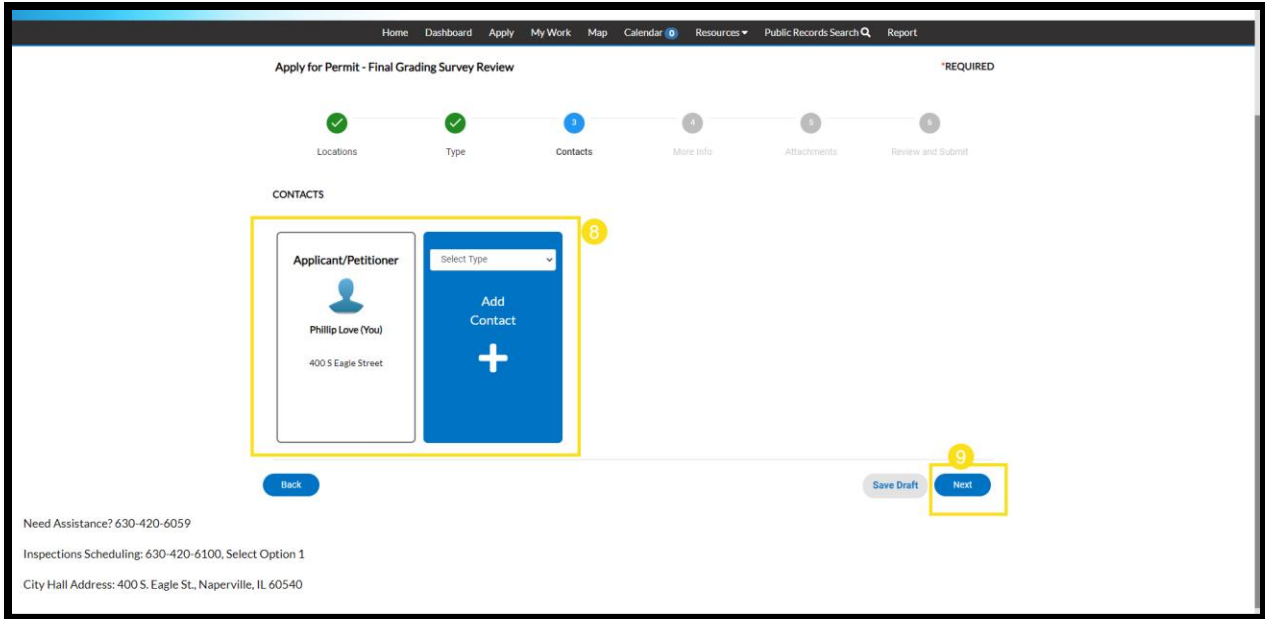 Home Dashboard Apply My Work Map Calendar 0 Resources Public Records Search Report
Apply for Permit - Final Grading Survey Review *REQUIRED
3 4 5 6
Locations Type Contacts More Info Attachments Review and Submit
CONTACTS
8
Applicant/Petitioner
Phillip Love (You)
400 S Eagle Street
Select Type
Add
Contact
9
Back Save Draft Next
Need Assistance? 630-420-6059
Inspections Scheduling: 630-420-6100, Select Option 1
City Hall Address: 400 S. Eagle St., Naperville, IL 60540